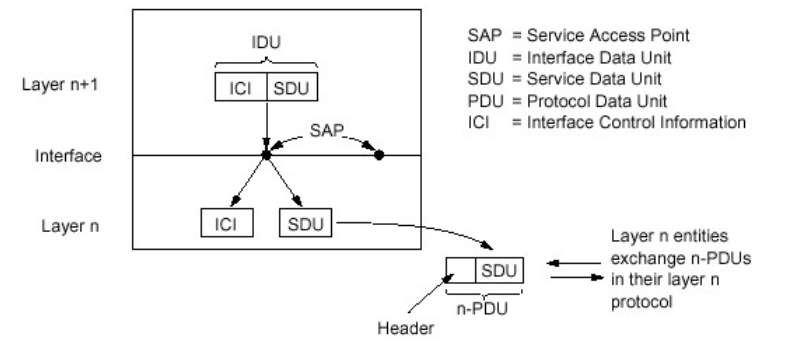 IDU
ICI SDU
Layer n+1
SAP = Service Access Point
IDU = Interface Data Unit
SDU = Service Data Unit
PDU = Protocol Data Unit
ICI = Interface Control Information
SAP
Interface
Layer n
ICI SDU
SDU
n-PDU
Header
Layer n entities
exchange n-PDUs
in their layer n
protocol